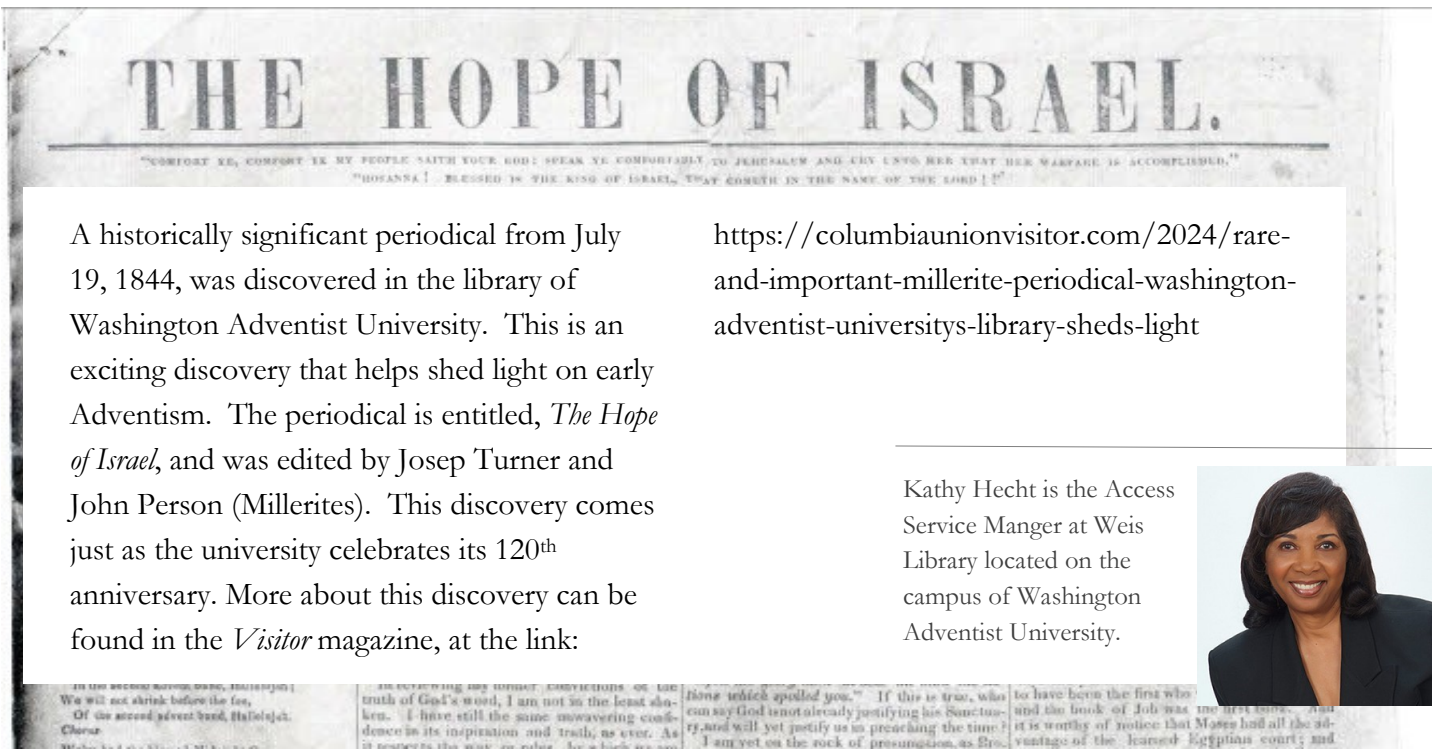 THE HOPE OF ISRAEL.
"COMFORT YE, COMFORT YE MY PEOPLE SAITH YOUR GOD; SPEAK YE COMFORTABLY TO JERUSALEM AND CRY UNTO HER THAT HER WARFARE IS ACCOMPLISHED."
"HOSANNA! BLESSED IS THE KING OF ISRAEL, THAT COMETH IN THE NAME OF THE LORD!!"
A historically significant periodical from July
19, 1844, was discovered in the library of
Washington Adventist University.  This is an
exciting discovery that helps shed light on early
Adventism.  The periodical is entitled, The Hope
of Israel, and was edited by Josep Turner and
John Person (Millerites).  This discovery comes
just as the university celebrates its 120th
anniversary. More about this discovery can be
found in the Visitor magazine, at the link:
https://columbiaunionvisitor.com/2024/rare-
and-important-millerite-periodical-washington-
adventist-universitys-library-sheds-light
Kathy Hecht is the Access
Service Manger at Weis
Library located on the
campus of Washington
Adventist University.
We will not shrink before the foe,
Of the second advent band, Hallelujah.
Chorus
truth of God's word, I am not in the least sha-
ken. I have still the same unwavering confi-
dence in its inspiration and truth, as ever. As
tions which spoiled you." If this is true, who
can say God is not already justifying his Sanctua-
ry, and will yet justify us in preaching the time?
I am yet on the rock of presumption, as Bro.
to have been the first who
and the book of Job was the first book. And
it is worthy of notice that Moses had all the ad-
vantage of the learned Egyptian court; and